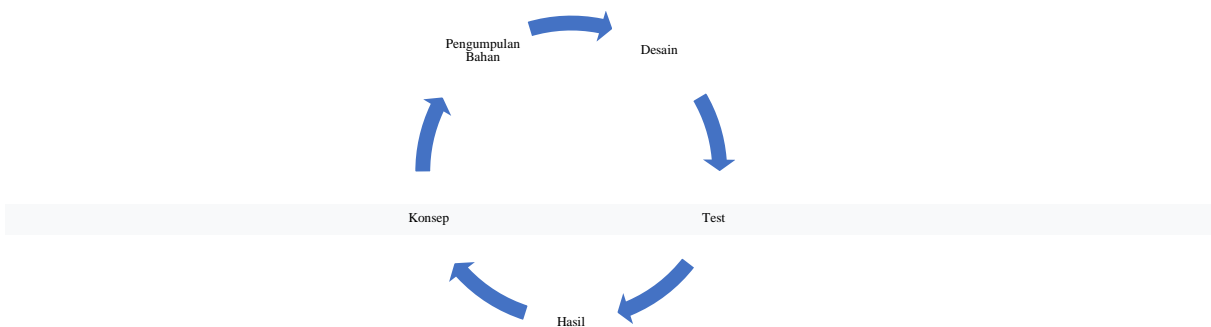 Pengumpulan
Bahan
Desain
Konsep
Test
Hasil